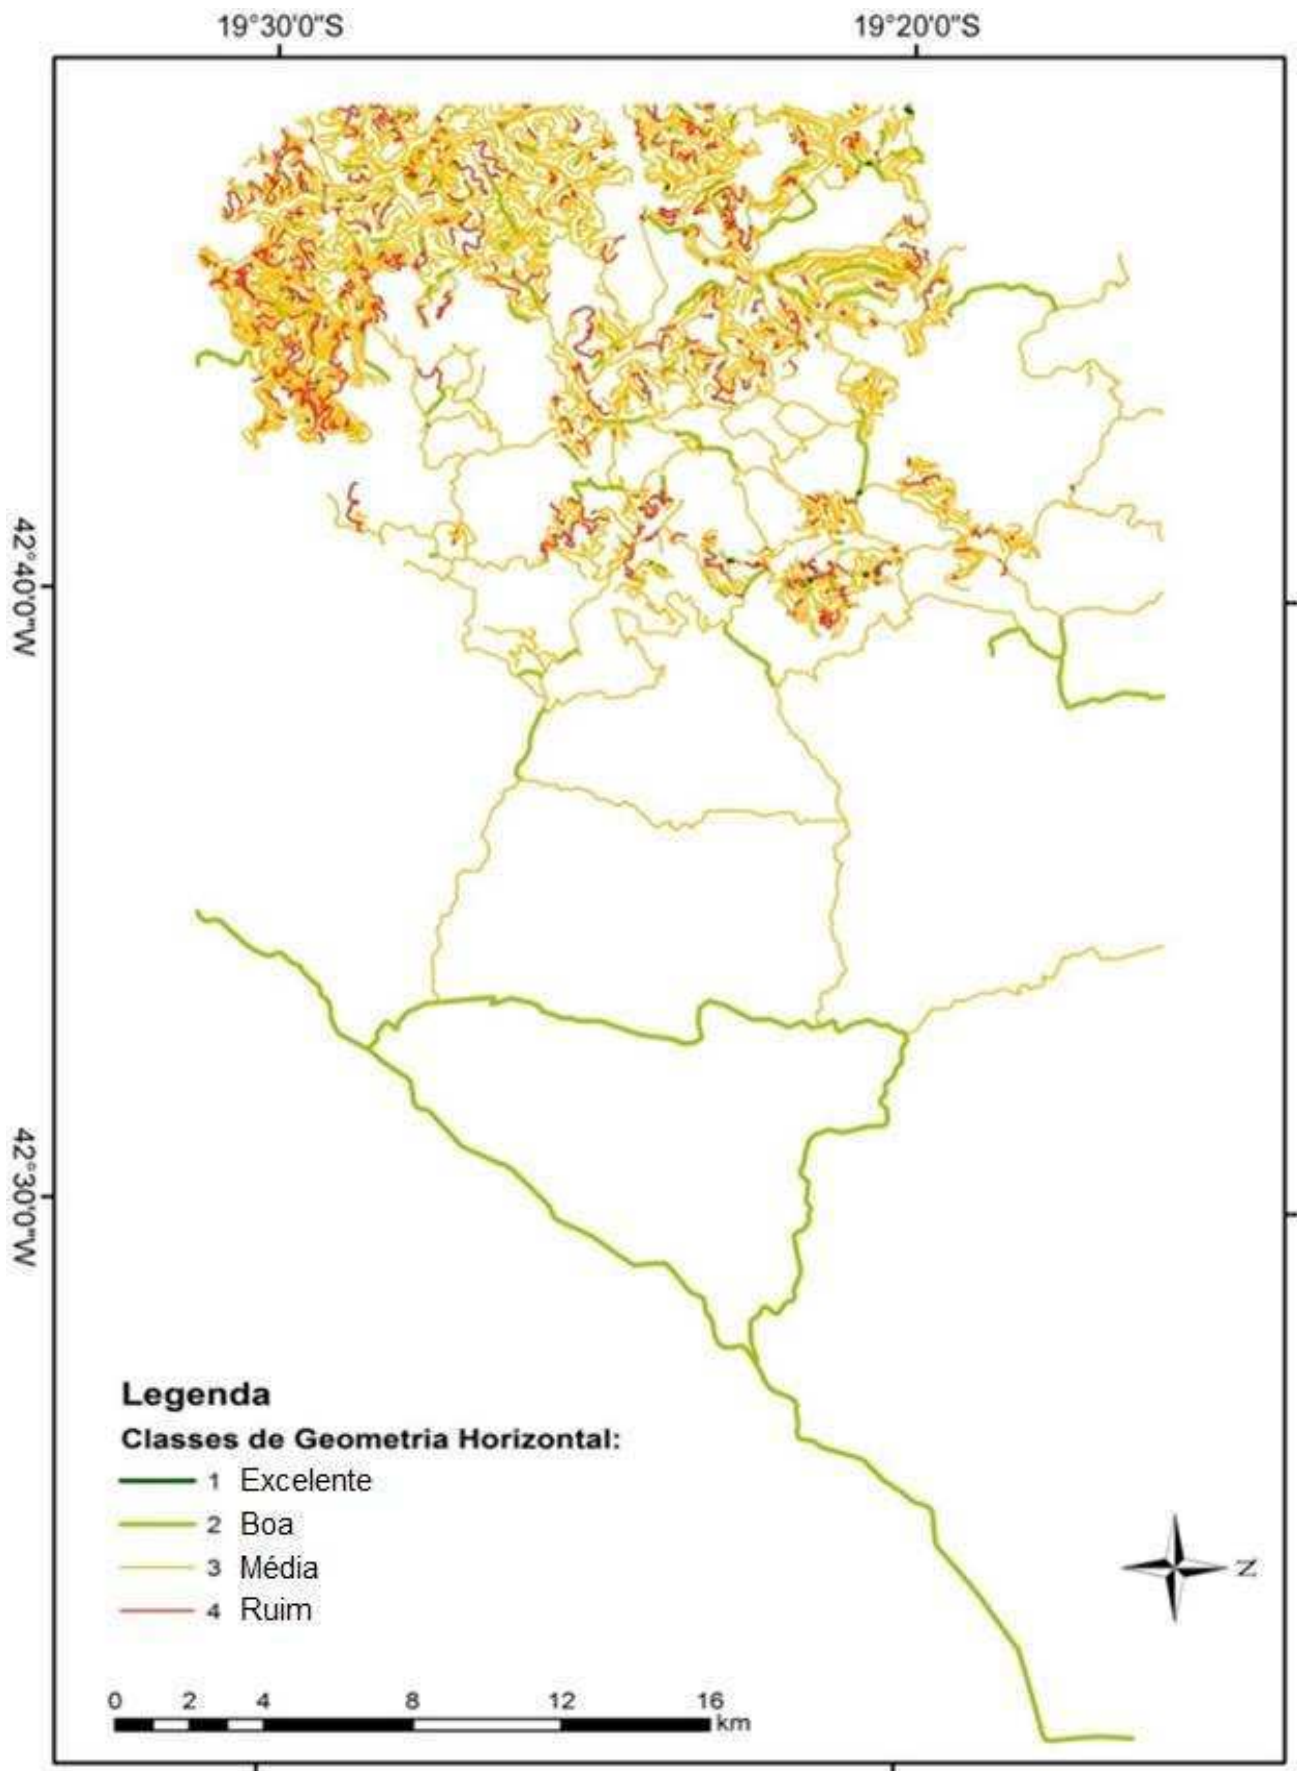 19°30'0"S 19°20'0"S
42°40'0"W
42°30'0"W
Legenda
Classes de Geometria Horizontal:
1 Excelente
2 Boa
3 Média
4 Ruim
N
0 2 4 8 12 16
km